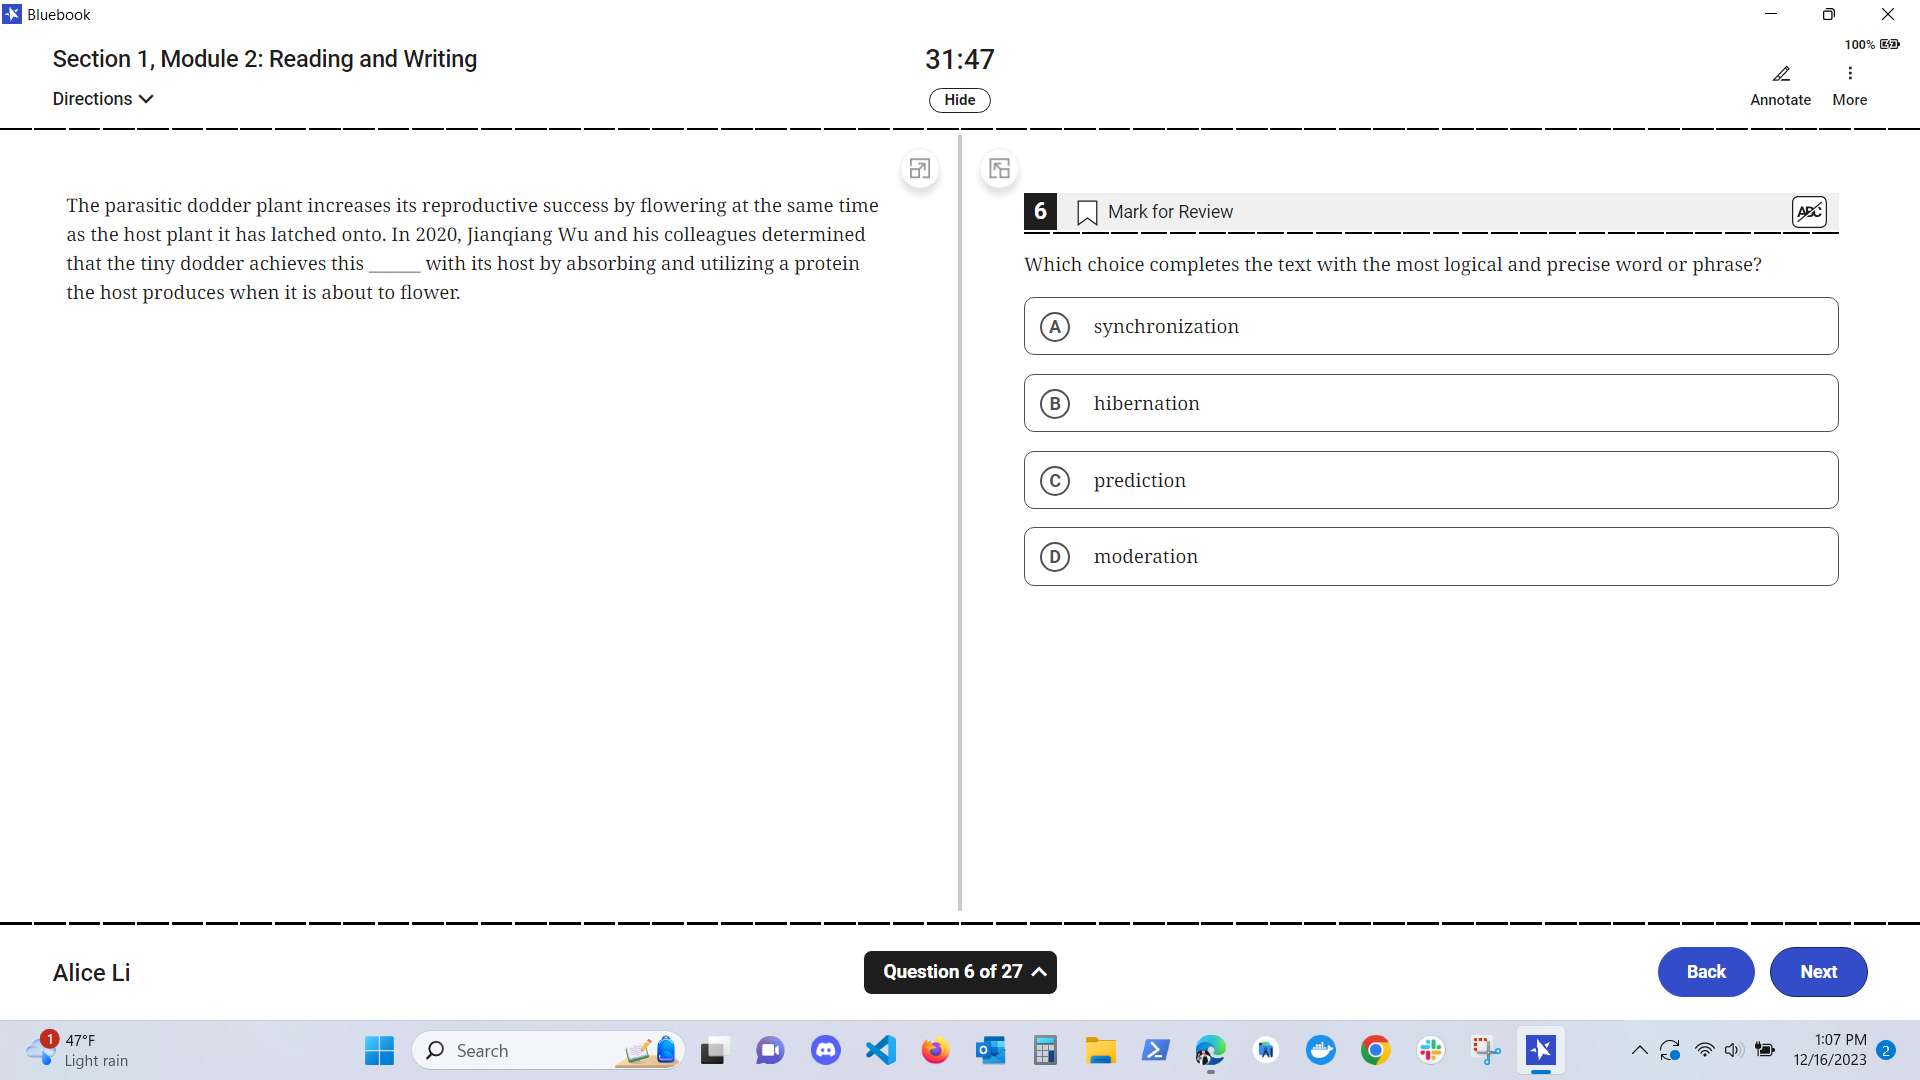 Bluebook
Section 1, Module 2: Reading and Writing
31:47
100%
Directions
Hide
Annotate
More
The parasitic dodder plant increases its reproductive success by flowering at the same time
as the host plant it has latched onto. In 2020, Jianqiang Wu and his colleagues determined
that the tiny dodder achieves this ______ with its host by absorbing and utilizing a protein
the host produces when it is about to flower.
6
Mark for Review
ABC
Which choice completes the text with the most logical and precise word or phrase?
A synchronization
B hibernation
C prediction
D moderation
Alice Li
Question 6 of 27
Back
Next
1
47°F
Light rain
Search
1:07 PM
12/16/2023
2